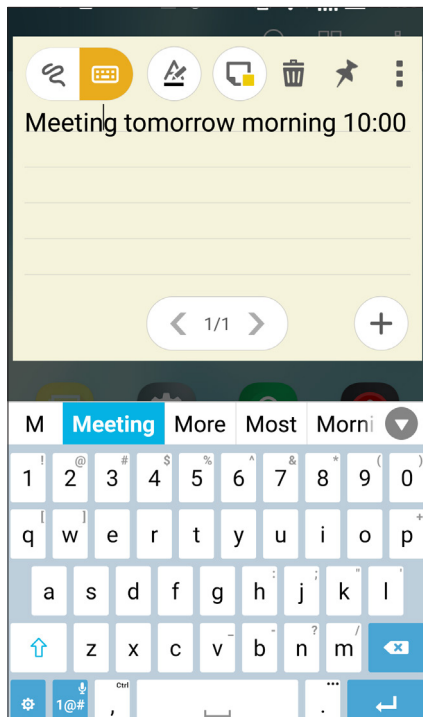 Meeting tomorrow morning 10:00
1/1
M Meeting More Most Morni
! @ # $ % ^ & * ( )
1 2 3 4 5 6 7 8 9 0
[ ] +
q w e r t y u i o p
: ; " '
a s d f g h j k l
_ - ? /
z x c v b n m
Ctrl
1@# , .